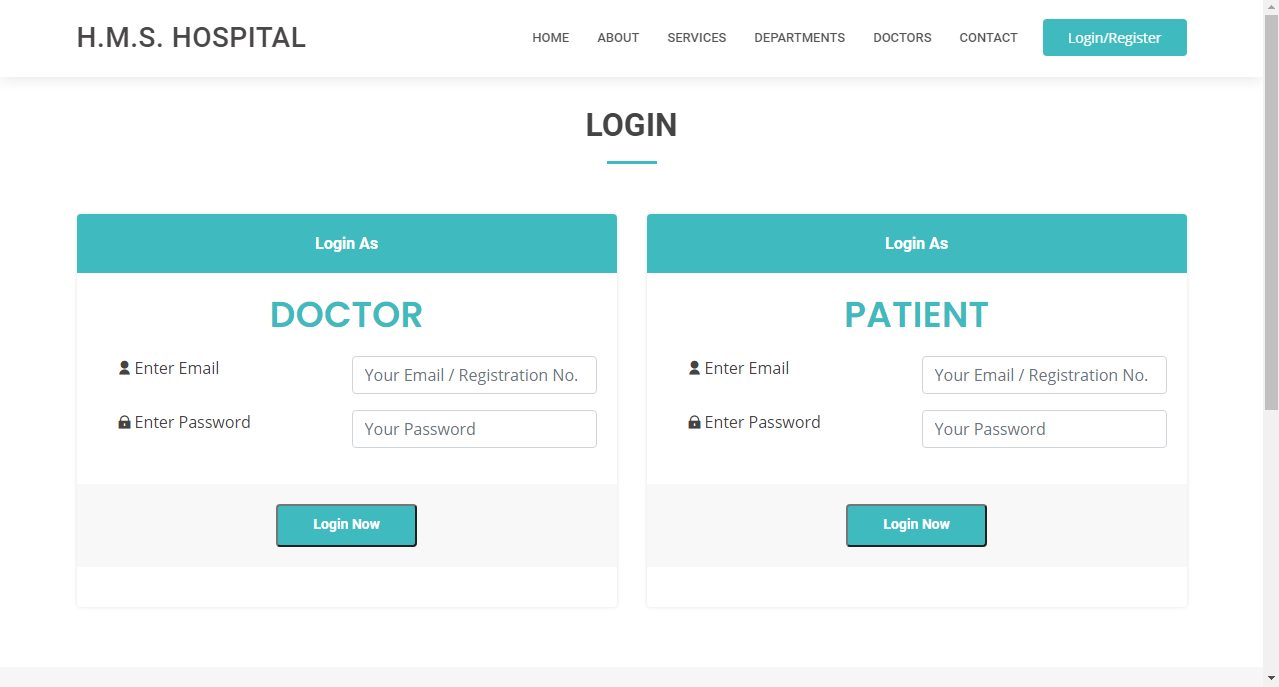 H.M.S. HOSPITAL
HOME ABOUT SERVICES DEPARTMENTS DOCTORS CONTACT Login/Register
LOGIN
Login As
DOCTOR
Enter Email
Your Email / Registration No.
Enter Password
Your Password
Login Now
Login As
PATIENT
Enter Email
Your Email / Registration No.
Enter Password
Your Password
Login Now